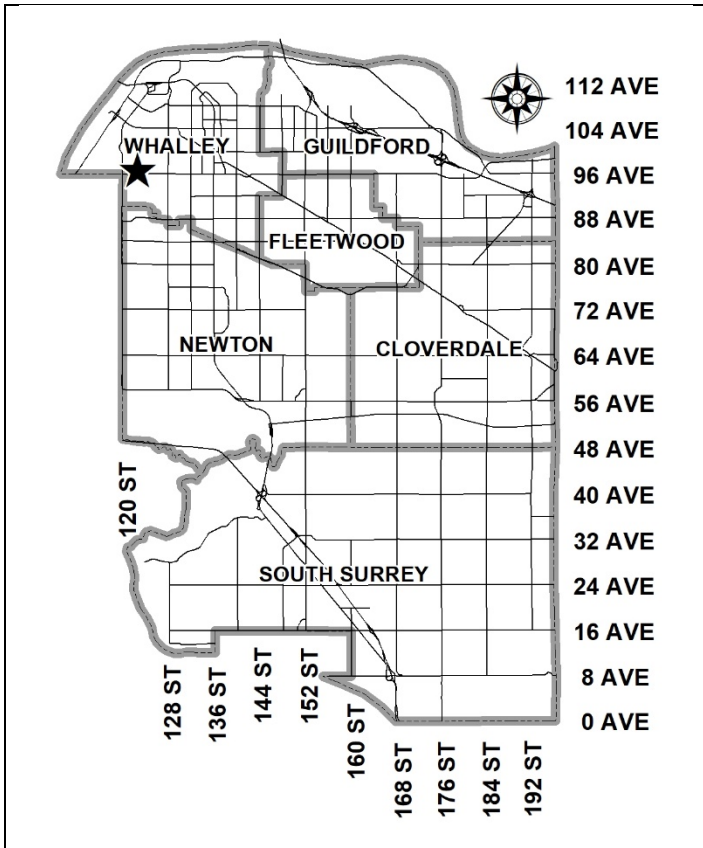 112 AVE
104 AVE
WHALLEY
GUILDFORD
96 AVE
88 AVE
FLEETWOOD
80 AVE
72 AVE
NEWTON
CLOVERDALE
64 AVE
56 AVE
48 AVE
120 ST
40 AVE
32 AVE
SOUTH SURREY
24 AVE
16 AVE
8 AVE
0 AVE
128 ST
136 ST
144 ST
152 ST
160 ST
168 ST
176 ST
184 ST
192 ST